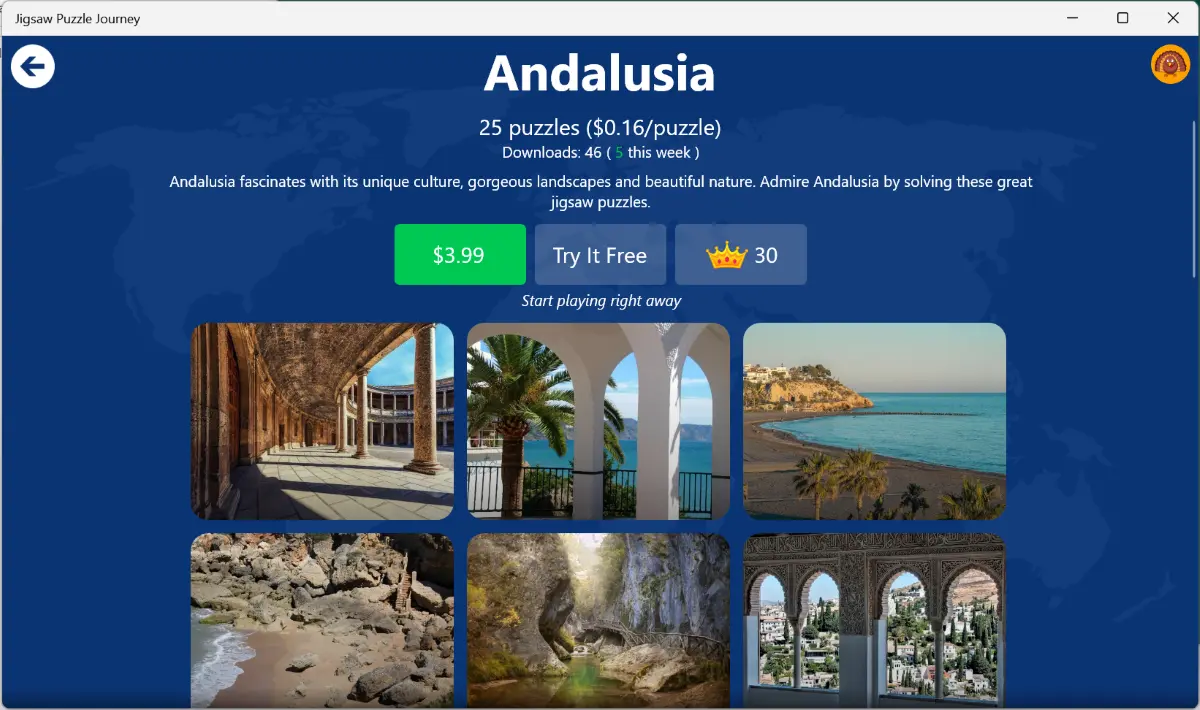 Jigsaw Puzzle Journey
Andalusia
25 puzzles ($0.16/puzzle)
Downloads: 46 ( 5 this week )
Andalusia fascinates with its unique culture, gorgeous landscapes and beautiful nature. Admire Andalusia by solving these great
jigsaw puzzles.
$3.99
Try It Free
30
Start playing right away